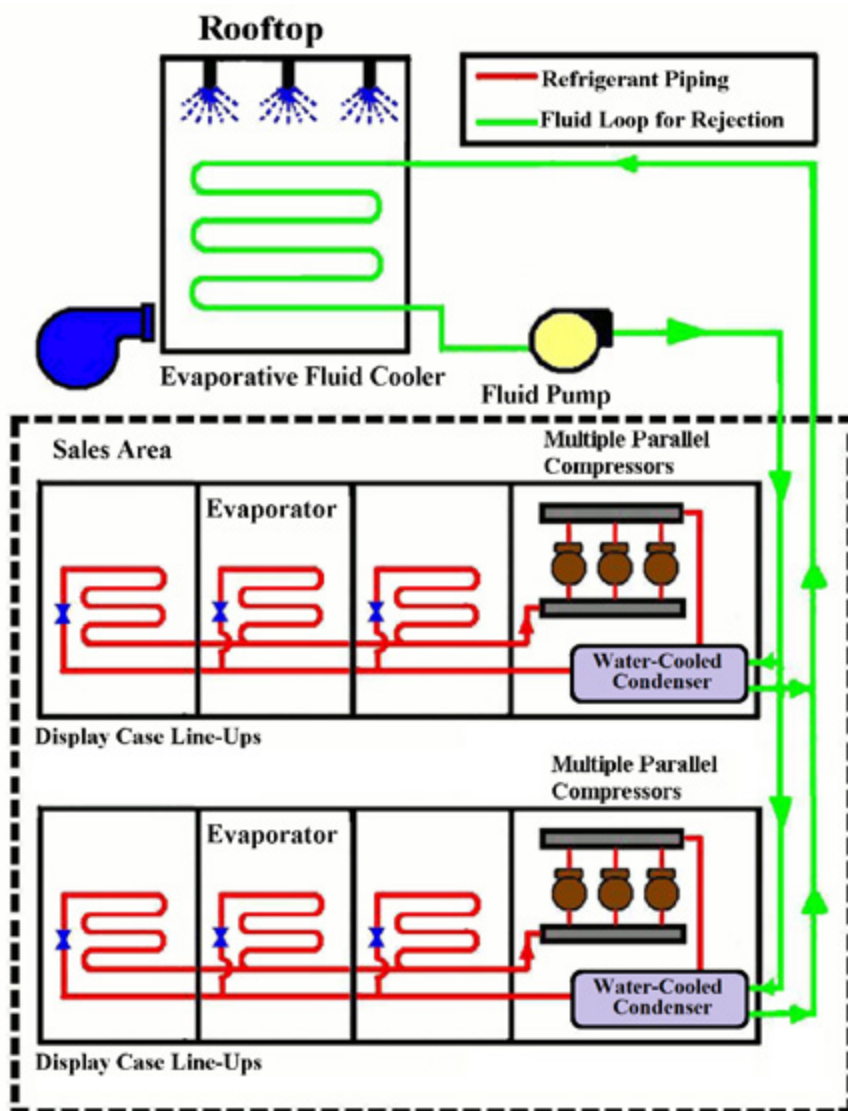 Rooftop
Refrigerant Piping
Fluid Loop for Rejection
Evaporative Fluid Cooler
Fluid Pump
Sales Area
Multiple Parallel
Compressors
Evaporator
Water-Cooled
Condenser
Display Case Line-Ups
Multiple Parallel
Compressors
Evaporator
Water-Cooled
Condenser
Display Case Line-Ups